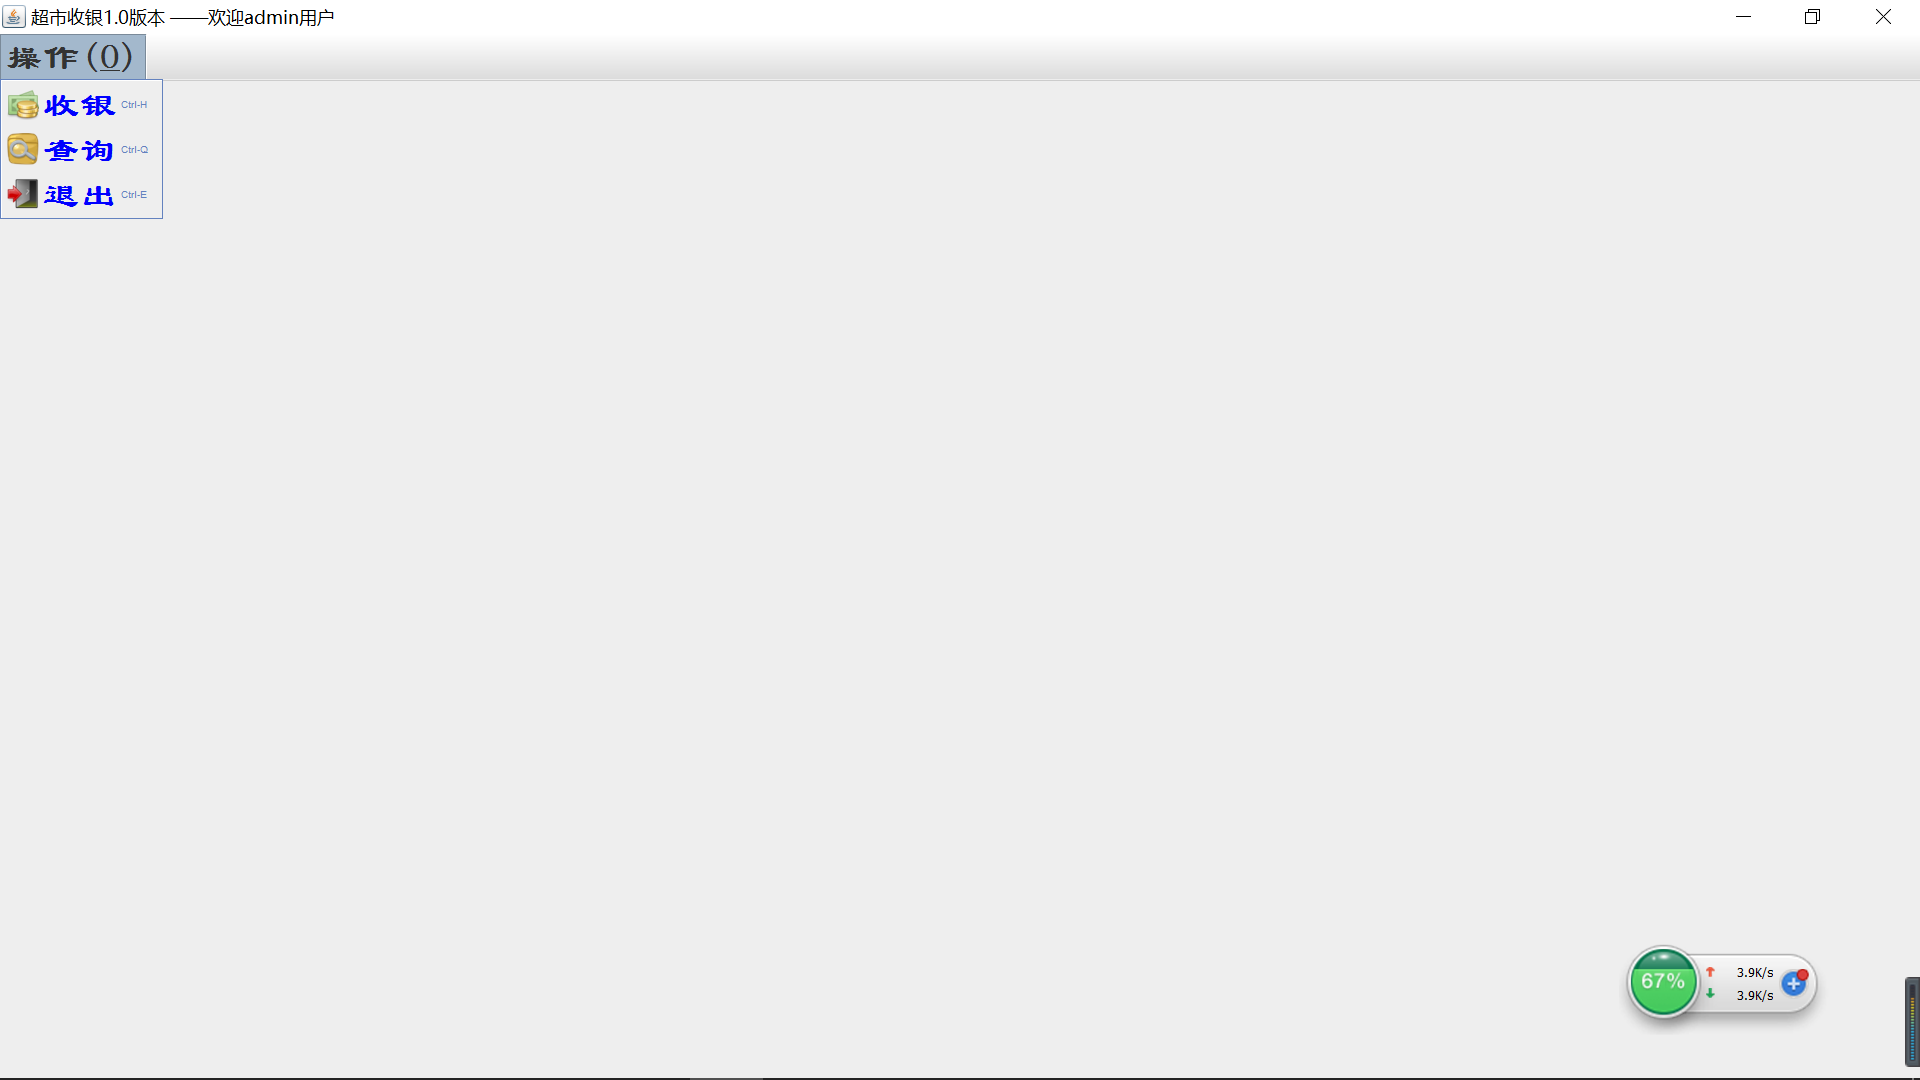 超市收银1.0版本 ——欢迎admin用户
操作(O)
收银 Ctrl-H
查询 Ctrl-Q
退出 Ctrl-E
67%
3.9K/s
3.9K/s